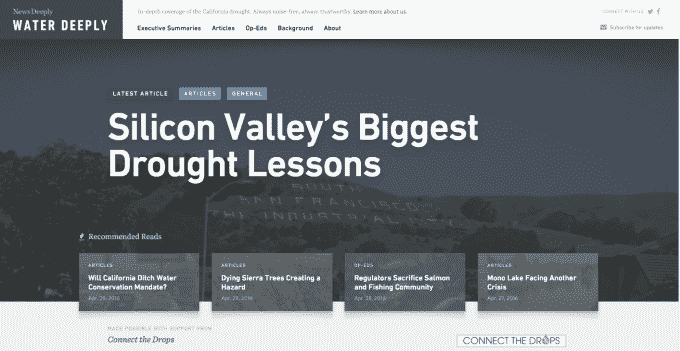 News Deeply
WATER DEEPLY
In-depth coverage of the California drought. Always noise-free, always trustworthy. Learn more about us.
CONNECT WITH US
Executive Summaries Articles Op-Eds Background About
Subscribe for updates
LATEST ARTICLE ARTICLES GENERAL
Silicon Valley's Biggest
Drought Lessons
SOUTH
SAN FRANCISCO
THE INDUSTRIAL CITY
Recommended Reads
ARTICLES
Will California Ditch Water
Conservation Mandate?
Apr. 29, 2016
ARTICLES
Dying Sierra Trees Creating a
Hazard
Apr. 29, 2016
OP-EDS
Regulators Sacrifice Salmon
and Fishing Community
Apr. 28, 2016
ARTICLES
Mono Lake Facing Another
Crisis
Apr. 27, 2016
MADE POSSIBLE WITH SUPPORT FROM
Connect the Drops
CONNECT THE DROPS